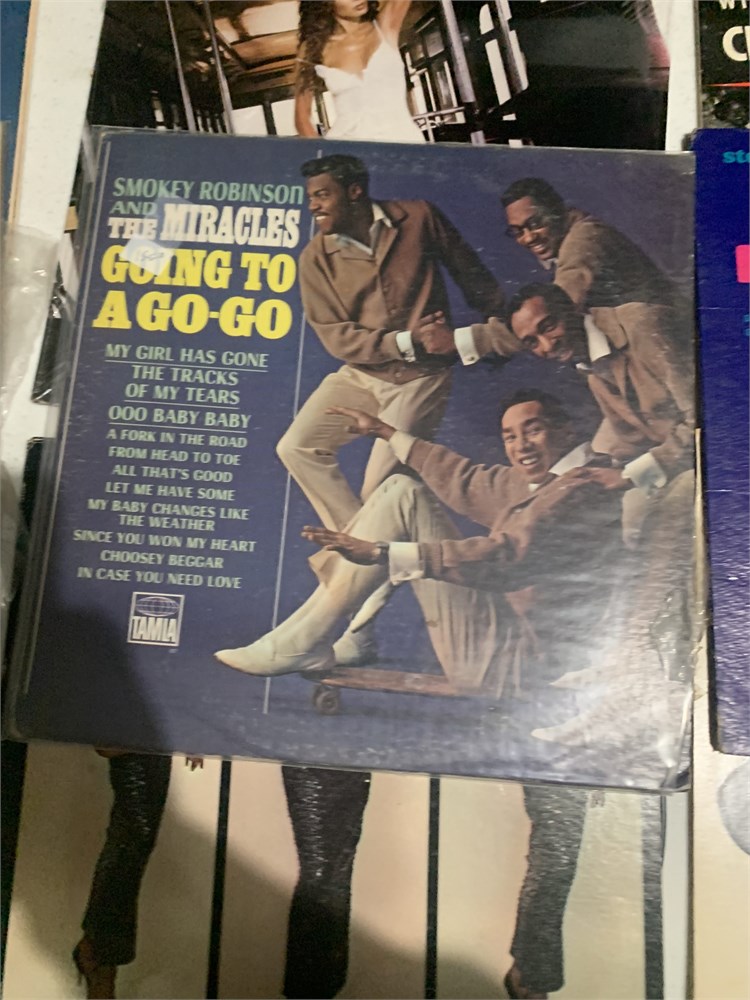 SMOKEY ROBINSON
AND
THE MIRACLES
GOING TO
A GO-GO
MY GIRL HAS GONE
THE TRACKS
OF MY TEARS
OOO BABY BABY
A FORK IN THE ROAD
FROM HEAD TO TOE
ALL THAT'S GOOD
LET ME HAVE SOME
MY BABY CHANGES LIKE
THE WEATHER
SINCE YOU WON MY HEART
CHOOSEY BEGGAR
IN CASE YOU NEED LOVE
TAMLA